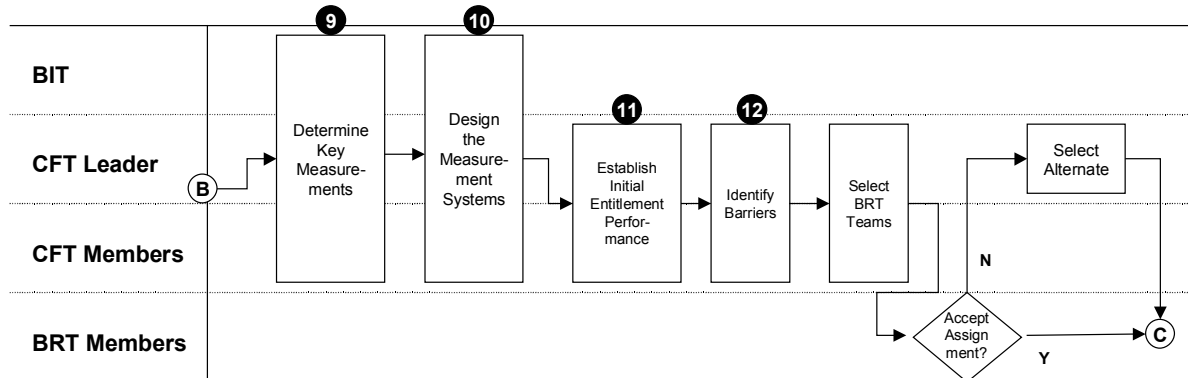 9
10
BIT
11
12
Determine
Key
Measure-
ments
Design
the
Measure-
ment
Systems
CFT Leader
B
Establish
Initial
Entitlement
Perfor-
mance
Identify
Barriers
Select
BRT
Teams
Select
Alternate
CFT Members
N
BRT Members
Accept
Assign
ment?
Y
C